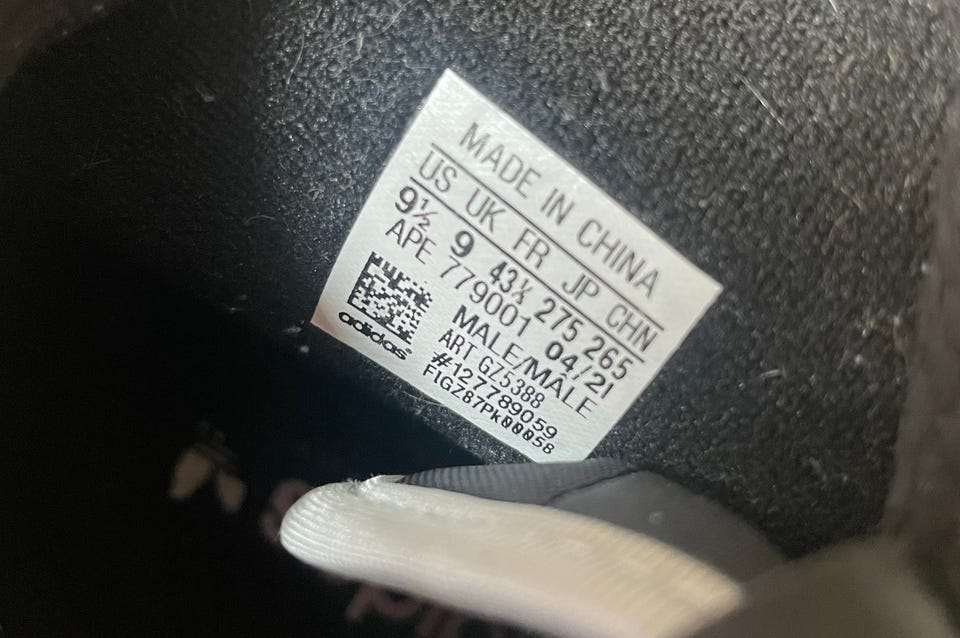 MADE IN CHINA
US UK FR JP CHN
9½ 9 43⅓ 275 265
APE 779001 04/21
MALE/MÂLE
ART GZ5388
#127789059
F1GZ87PK00058
adidas